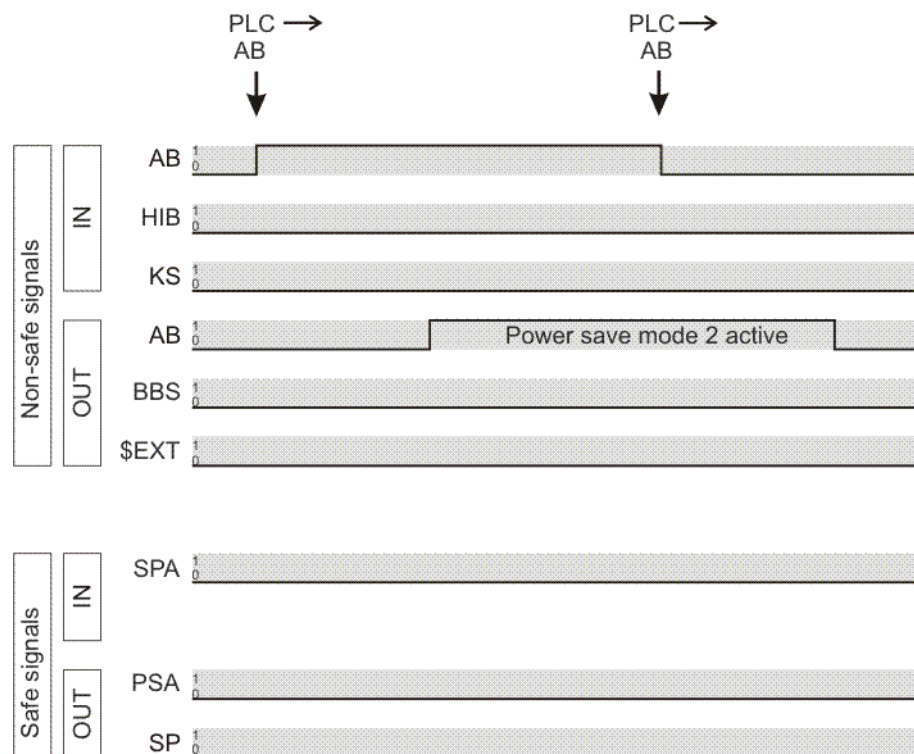 PLC → PLC →
AB AB
Non-safe signals
IN
AB 1 0
HIB 1 0
KS 1 0
OUT
AB 1 0 Power save mode 2 active
BBS 1 0
$EXT 1 0
Safe signals
IN
SPA 1 0
OUT
PSA 1 0
SP 1 0